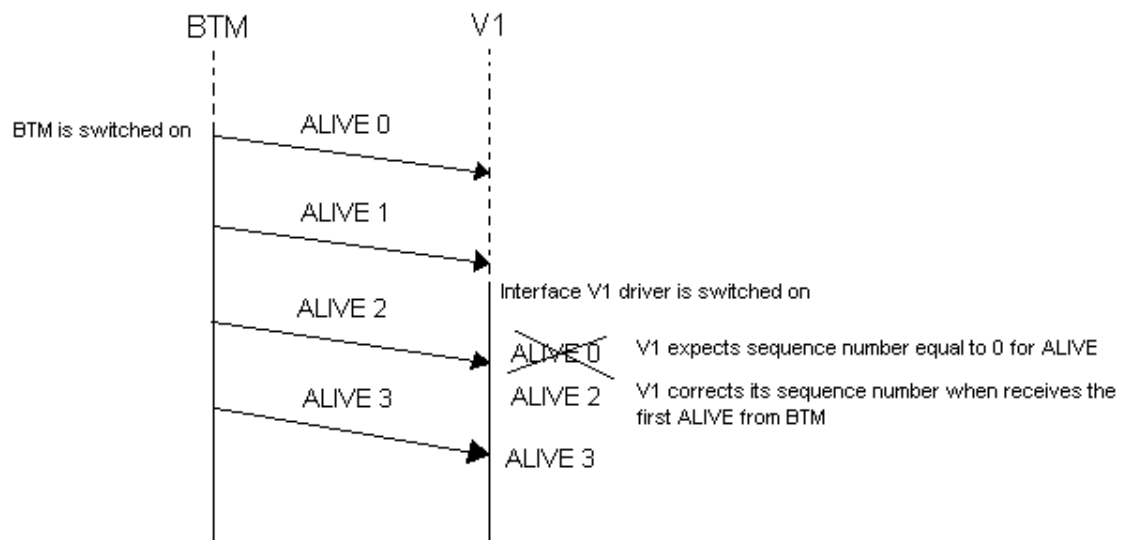 BTM V1
BTM is switched on
ALIVE 0
ALIVE 1
Interface V1 driver is switched on
ALIVE 2
ALIVE 0 V1 expects sequence number equal to 0 for ALIVE
ALIVE 3
ALIVE 2 V1 corrects its sequence number when receives the
first ALIVE from BTM
ALIVE 3